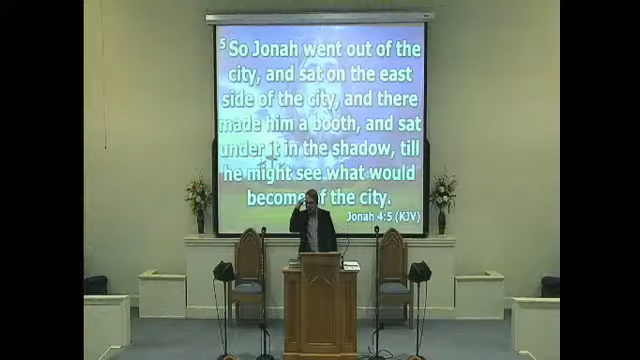 5 So Jonah went out of the
city, and sat on the east
side of the city, and there
made him a booth, and sat
under it in the shadow, till
he might see what would
become of the city.
Jonah 4:5 (KJV)